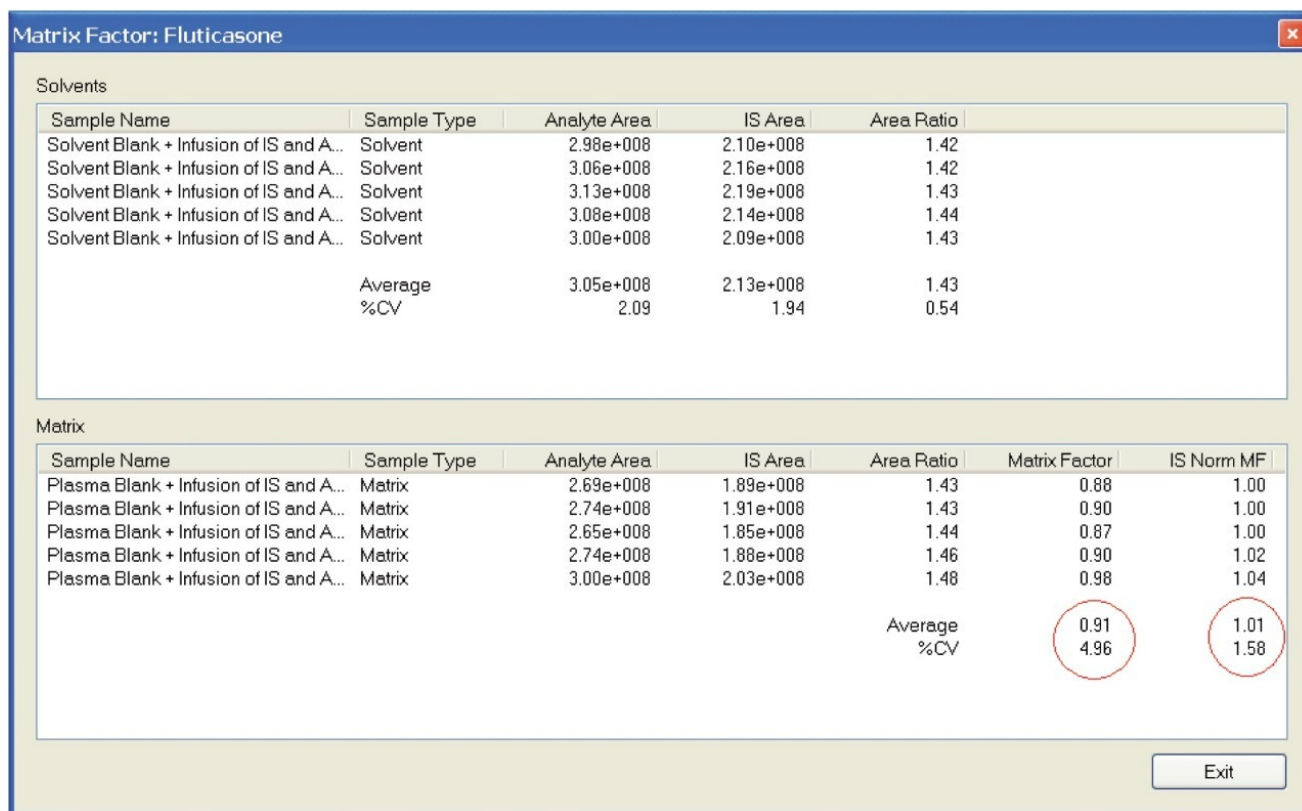 Matrix Factor: Fluticasone
Solvents
Sample Name Sample Type Analyte Area IS Area Area Ratio
Solvent Blank + Infusion of IS and A... Solvent 2.98e+008 2.10e+008 1.42
Solvent Blank + Infusion of IS and A... Solvent 3.06e+008 2.16e+008 1.42
Solvent Blank + Infusion of IS and A... Solvent 3.13e+008 2.19e+008 1.43
Solvent Blank + Infusion of IS and A... Solvent 3.08e+008 2.14e+008 1.44
Solvent Blank + Infusion of IS and A... Solvent 3.00e+008 2.09e+008 1.43
Average 3.05e+008 2.13e+008 1.43
%CV 2.09 1.94 0.54
Matrix
Sample Name Sample Type Analyte Area IS Area Area Ratio Matrix Factor IS Norm MF
Plasma Blank + Infusion of IS and A... Matrix 2.69e+008 1.89e+008 1.43 0.88 1.00
Plasma Blank + Infusion of IS and A... Matrix 2.74e+008 1.91e+008 1.43 0.90 1.00
Plasma Blank + Infusion of IS and A... Matrix 2.65e+008 1.85e+008 1.44 0.87 1.00
Plasma Blank + Infusion of IS and A... Matrix 2.74e+008 1.88e+008 1.46 0.90 1.02
Plasma Blank + Infusion of IS and A... Matrix 3.00e+008 2.03e+008 1.48 0.98 1.04
Average 0.91 1.01
%CV 4.96 1.58
Exit